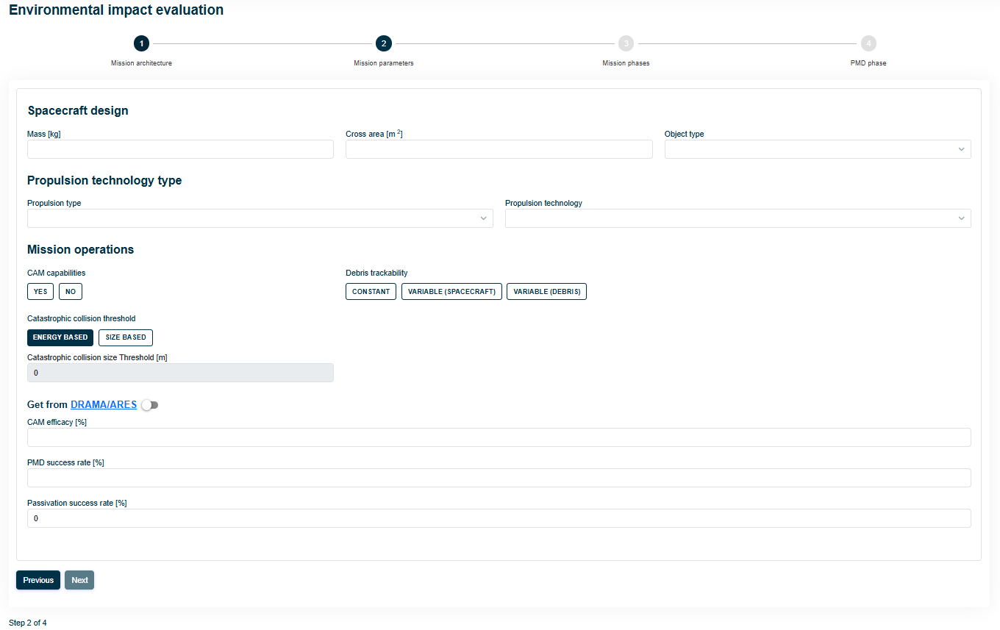 Environmental impact evaluation
1 2 3 4
Mission architecture Mission parameters Mission phases PMD phase
Spacecraft design
Mass [kg] Cross area [m ²] Object type
Propulsion technology type
Propulsion type Propulsion technology
Mission operations
CAM capabilities Debris trackability
YES NO CONSTANT VARIABLE (SPACECRAFT) VARIABLE (DEBRIS)
Catastrophic collision threshold
ENERGY BASED SIZE BASED
Catastrophic collision size Threshold [m]
0
Get from DRAMA/ARES
CAM efficacy [%]
PMD success rate [%]
Passivation success rate [%]
0
Previous Next
Step 2 of 4